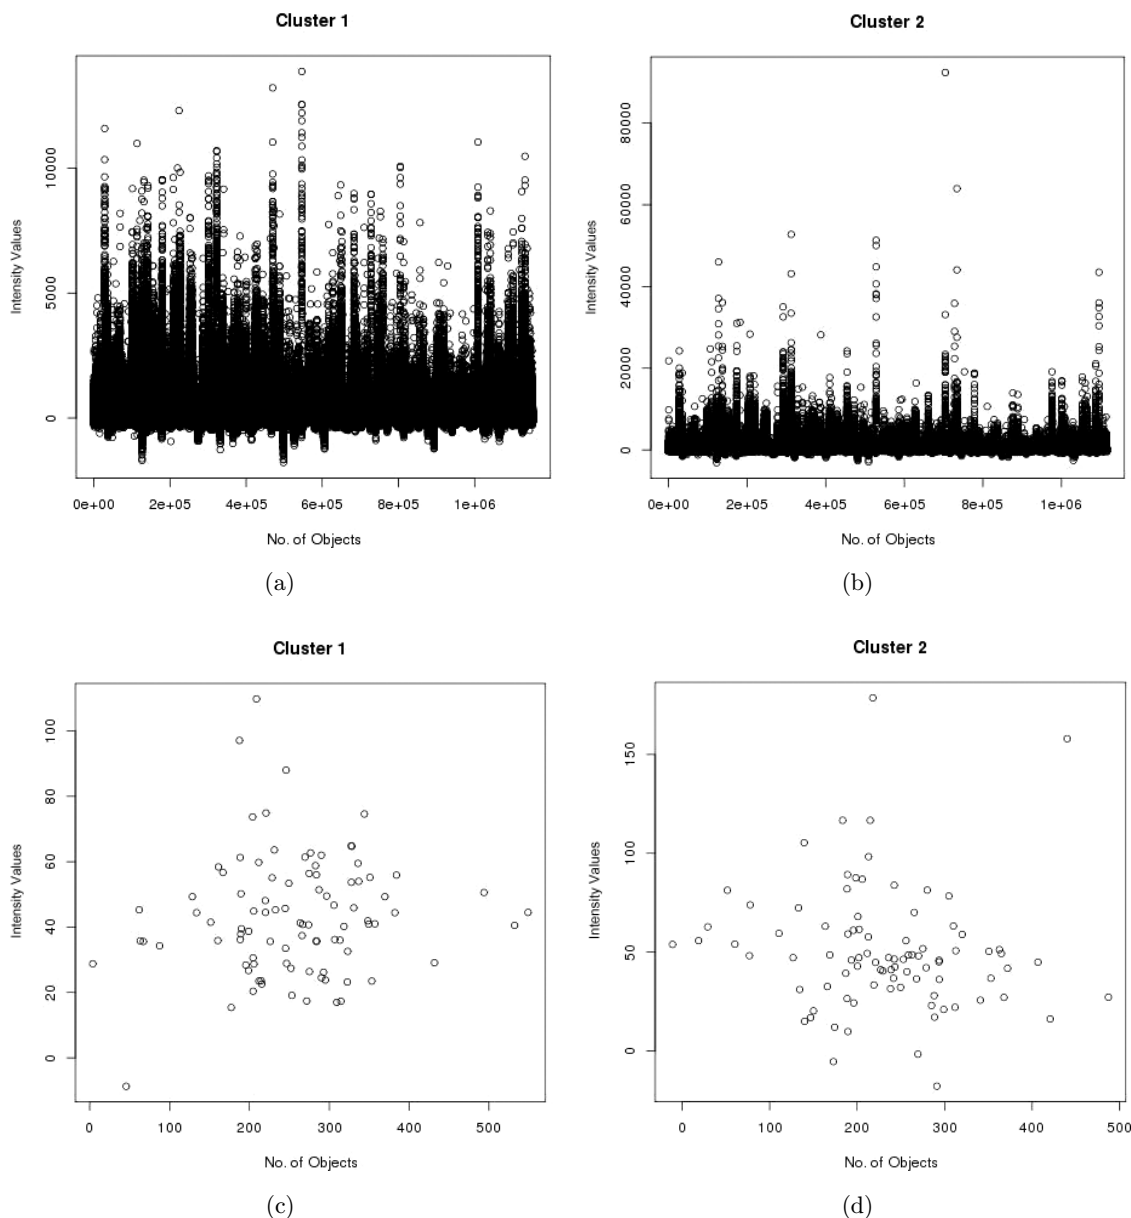 Cluster 1
Intensity Values
10000
5000
0
0e+00 2e+05 4e+05 6e+05 8e+05 1e+06
No. of Objects
(a)
Cluster 2
Intensity Values
80000
60000
40000
20000
0
0e+00 2e+05 4e+05 6e+05 8e+05 1e+06
No. of Objects
(b)
Cluster 1
Intensity Values
100
80
60
40
20
0
0 100 200 300 400 500
No. of Objects
(c)
Cluster 2
Intensity Values
150
100
50
0
0 100 200 300 400 500
No. of Objects
(d)